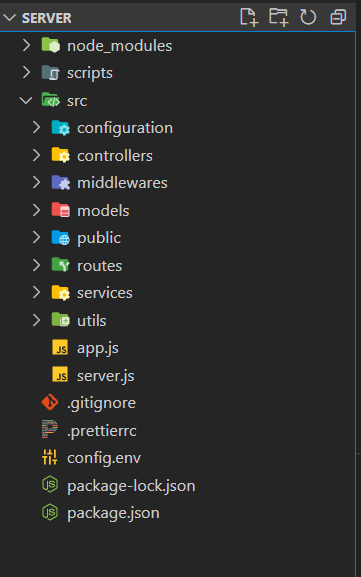 SERVER
node_modules
scripts
src
configuration
controllers
middlewares
models
public
routes
services
utils
JS app.js
JS server.js
.gitignore
.prettierrc
config.env
package-lock.json
package.json